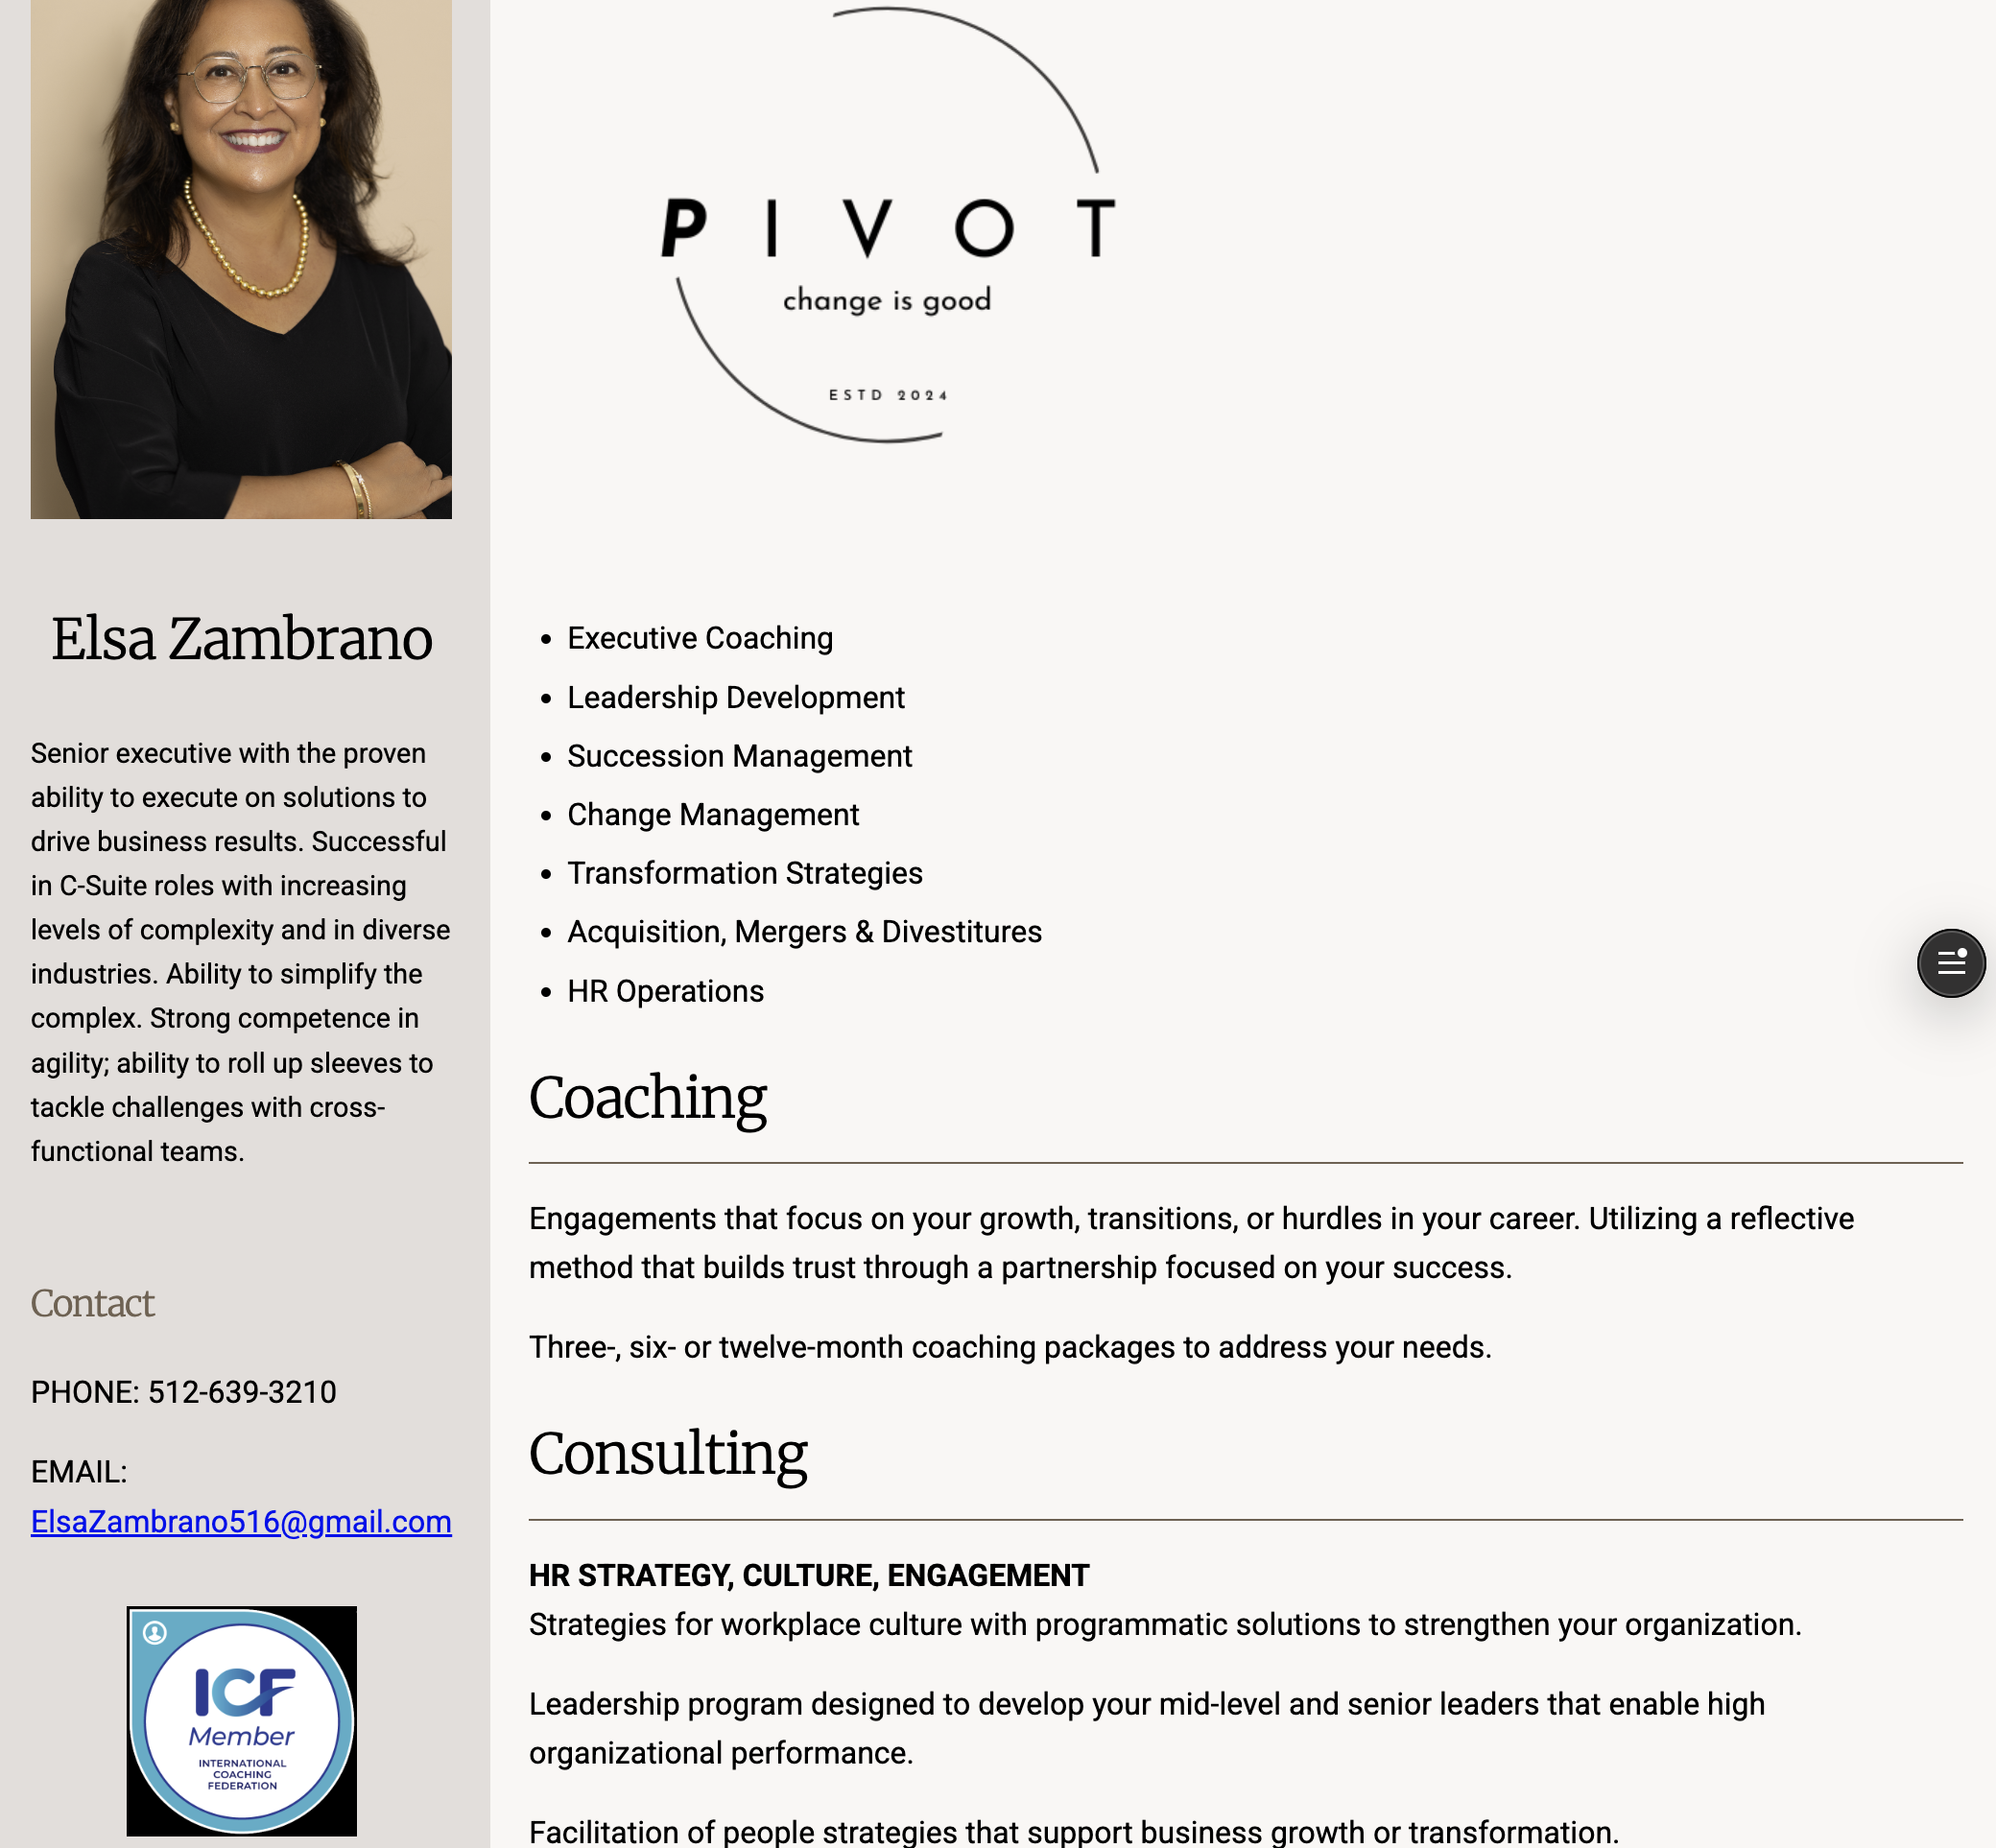 Elsa Zambrano
Senior executive with the proven
ability to execute on solutions to
drive business results. Successful
in C-Suite roles with increasing
levels of complexity and in diverse
industries. Ability to simplify the
complex. Strong competence in
agility; ability to roll up sleeves to
tackle challenges with cross-
functional teams.
Contact
PHONE: 512-639-3210
EMAIL:
ElsaZambrano516@gmail.com
ICF
Member
INTERNATIONAL
COACHING
FEDERATION
PIVOT
change is good
ESTD 2024
• Executive Coaching
• Leadership Development
• Succession Management
• Change Management
• Transformation Strategies
• Acquisition, Mergers & Divestitures
• HR Operations
Coaching
Engagements that focus on your growth, transitions, or hurdles in your career. Utilizing a reflective
method that builds trust through a partnership focused on your success.
Three-, six- or twelve-month coaching packages to address your needs.
Consulting
HR STRATEGY, CULTURE, ENGAGEMENT
Strategies for workplace culture with programmatic solutions to strengthen your organization.
Leadership program designed to develop your mid-level and senior leaders that enable high
organizational performance.
Facilitation of people strategies that support business growth or transformation.